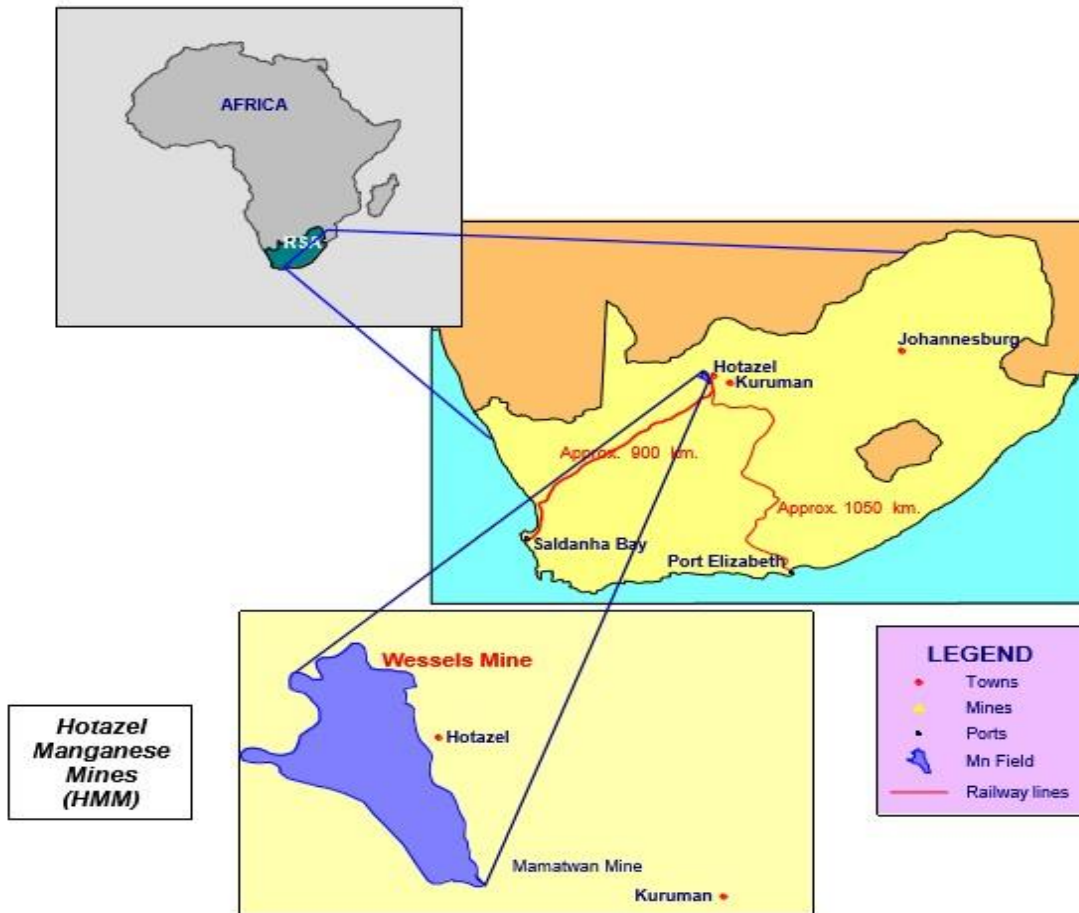 AFRICA
RSA
Johannesburg
Hotazel
Kuruman
Approx. 900 km.
Approx. 1050 km.
Saldanha Bay
Port Elizabeth
Wessels Mine
Hotazel
Mamatwan Mine
Kuruman
Hotazel
Manganese
Mines
(HMM)
LEGEND
Towns
Mines
Ports
Mn Field
Railway lines